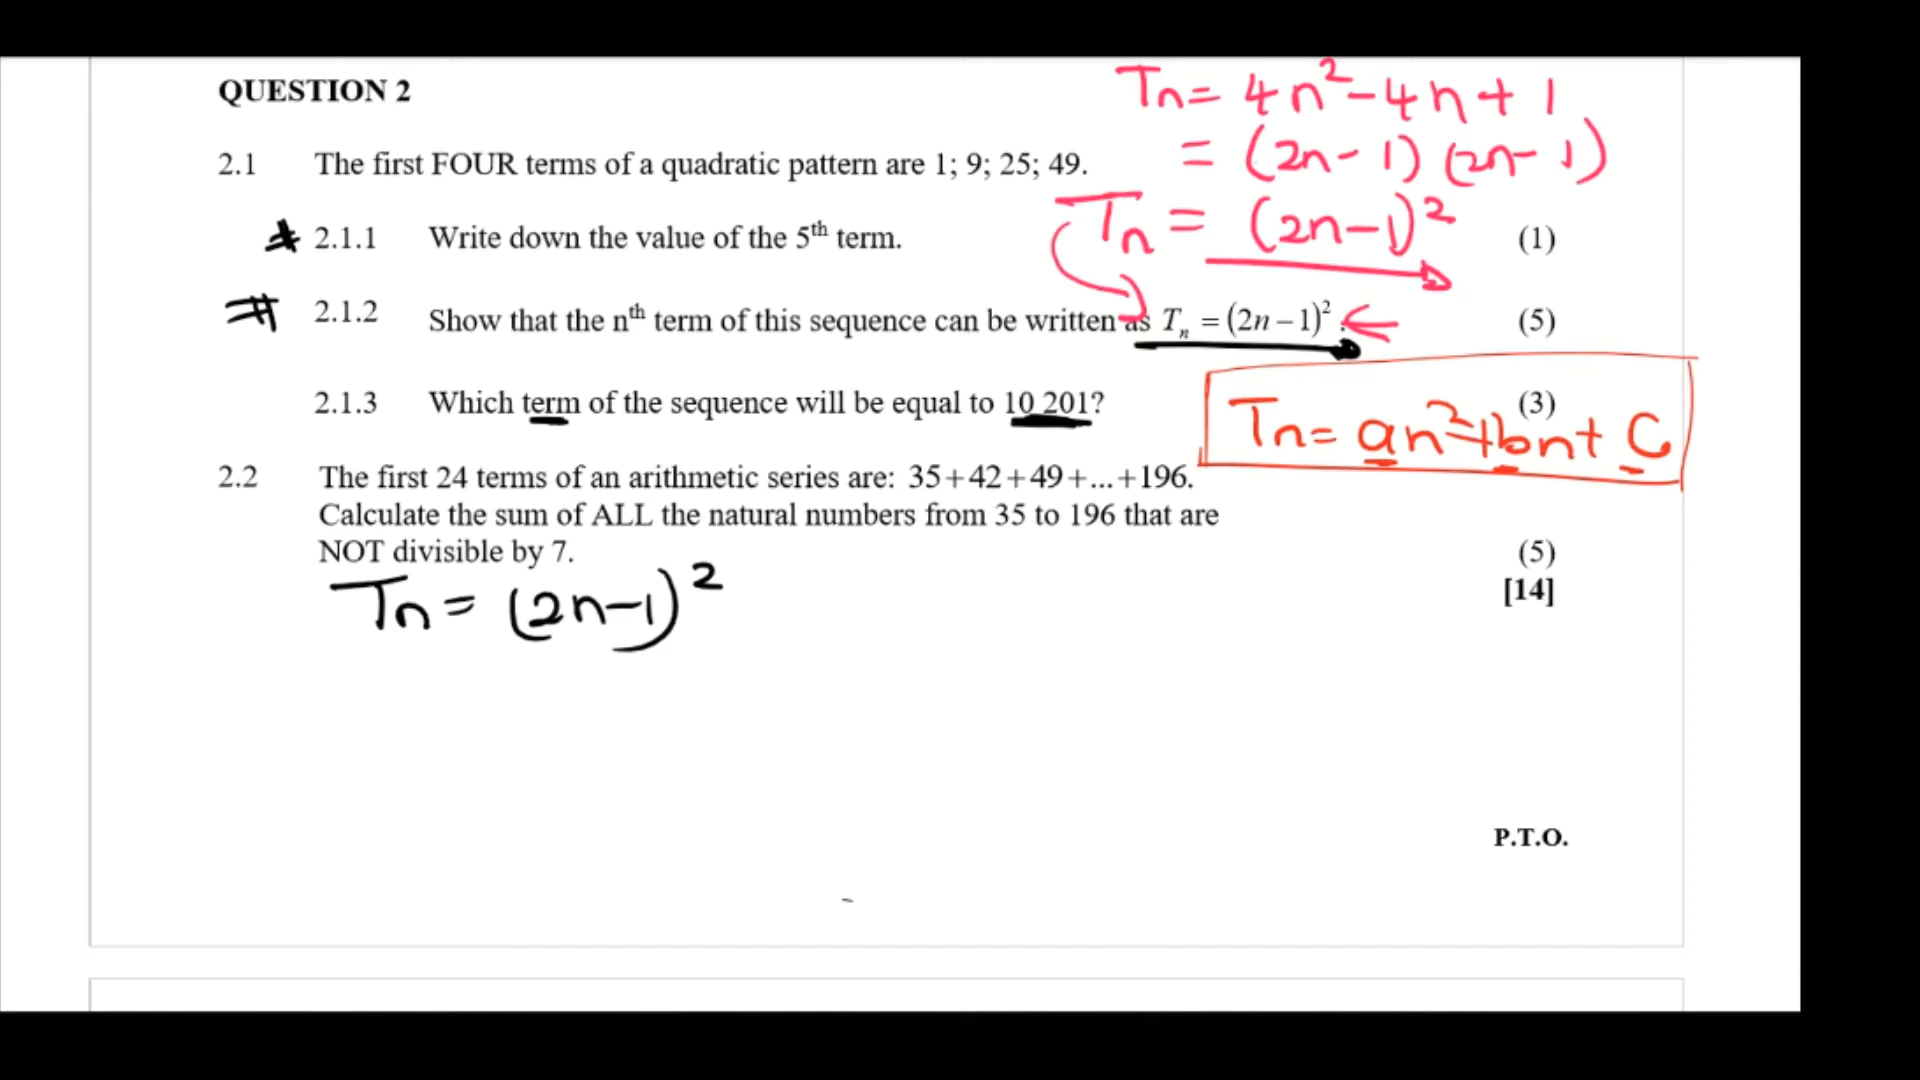 QUESTION 2
Tn = 4n² - 4n + 1
= (2n - 1) (2n - 1)
2.1 The first FOUR terms of a quadratic pattern are 1; 9; 25; 49.
Tn = (2n-1)²
2.1.1 Write down the value of the 5th term. (1)
2.1.2 Show that the nth term of this sequence can be written as Tn = (2n – 1)². (5)
2.1.3 Which term of the sequence will be equal to 10 201? (3)
Tn = an² + bn + c
2.2 The first 24 terms of an arithmetic series are: 35+42+49+...+196.
Calculate the sum of ALL the natural numbers from 35 to 196 that are
NOT divisible by 7. (5)
[14]
Tn = (2n-1)²
P.T.O.